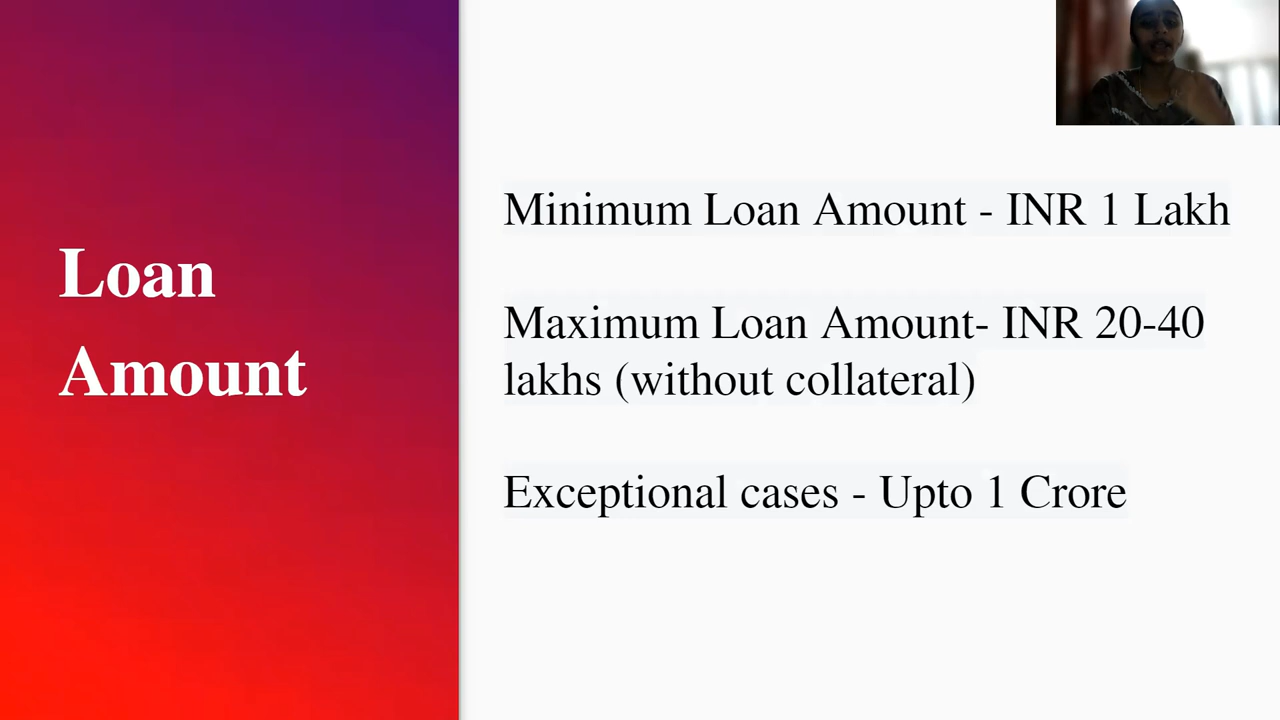 Loan
Amount
Minimum Loan Amount - INR 1 Lakh
Maximum Loan Amount- INR 20-40
lakhs (without collateral)
Exceptional cases - Upto 1 Crore